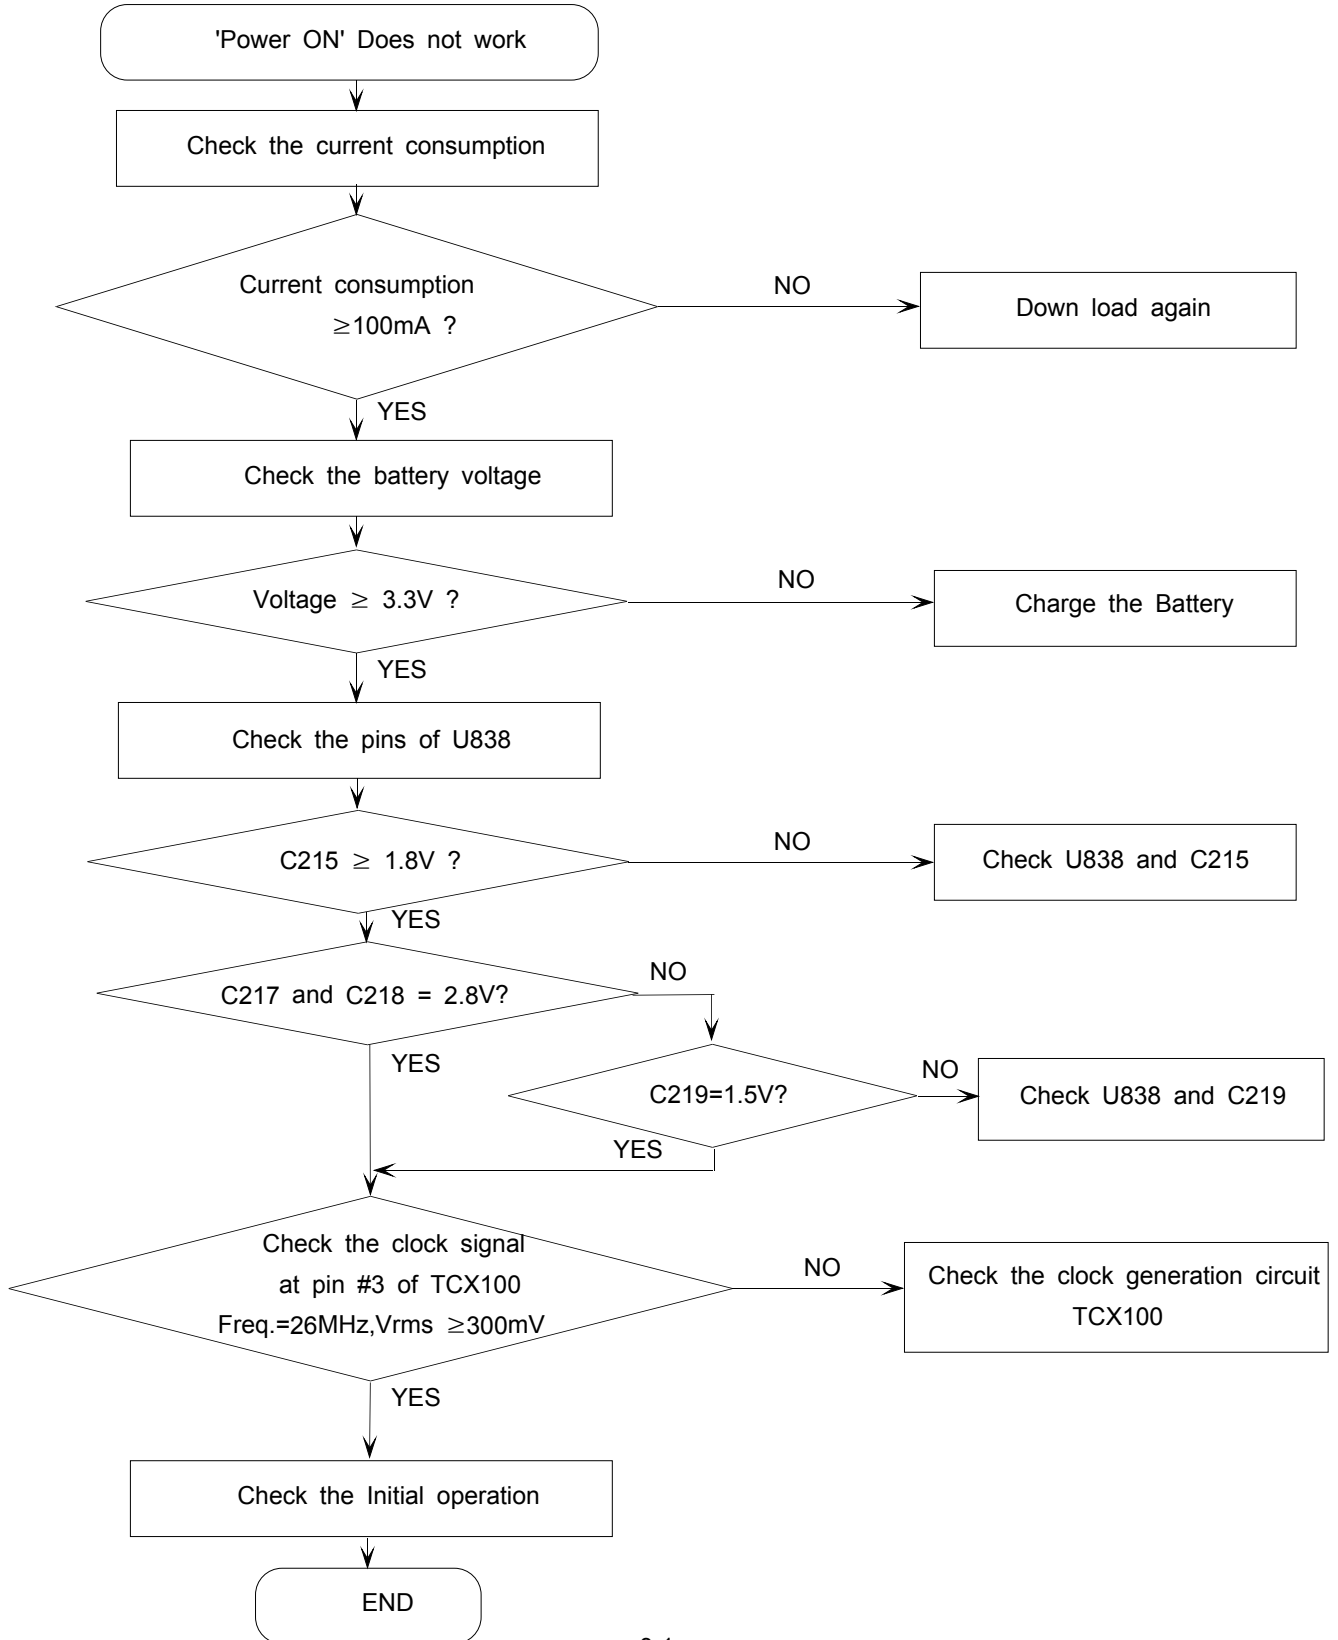 'Power ON' Does not work
Check the current consumption
Current consumption
≥100mA ?
NO
Down load again
YES
Check the battery voltage
Voltage ≥ 3.3V ?
NO
Charge the Battery
YES
Check the pins of U838
C215 ≥ 1.8V ?
NO
Check U838 and C215
YES
C217 and C218 = 2.8V?
NO
YES
C219=1.5V?
NO
Check U838 and C219
YES
Check the clock signal
at pin #3 of TCX100
Freq.=26MHz,Vrms ≥300mV
NO
Check the clock generation circuit
TCX100
YES
Check the Initial operation
END